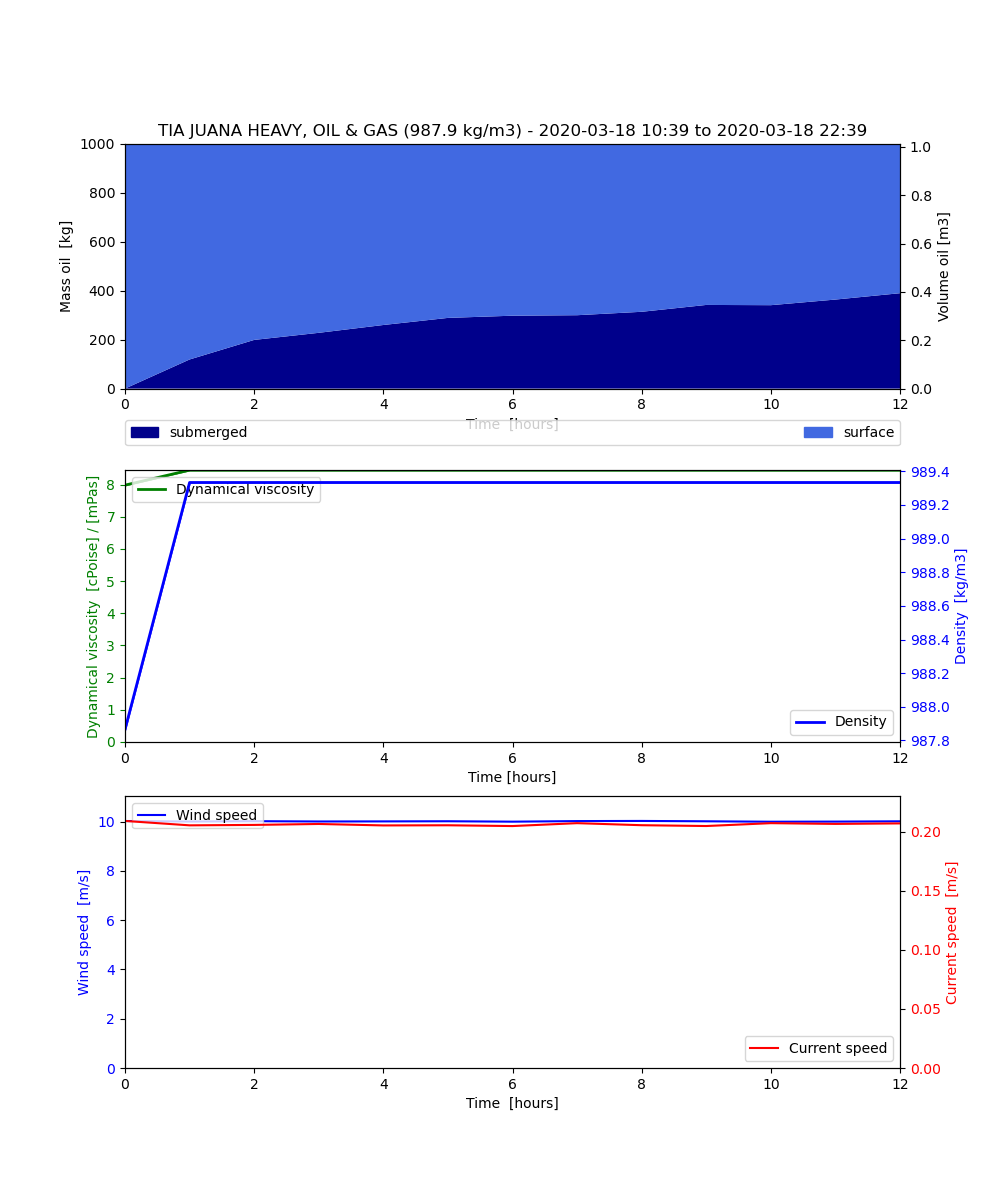 TIA JUANA HEAVY, OIL & GAS (987.9 kg/m3) - 2020-03-18 10:39 to 2020-03-18 22:39
1000
800
600
400
200
0
Mass oil  [kg]
1.0
0.8
0.6
0.4
0.2
0.0
Volume oil [m3]
0 2 4 6 8 10 12
Time  [hours]
submerged surface
8
7
6
5
4
3
2
1
0
Dynamical viscosity  [cPoise] / [mPas]
Dynamical viscosity
989.4
989.2
989.0
988.8
988.6
988.4
988.2
988.0
987.8
Density  [kg/m3]
Density
0 2 4 6 8 10 12
Time [hours]
10
8
6
4
2
0
Wind speed  [m/s]
Wind speed
0.20
0.15
0.10
0.05
0.00
Current speed  [m/s]
Current speed
0 2 4 6 8 10 12
Time  [hours]